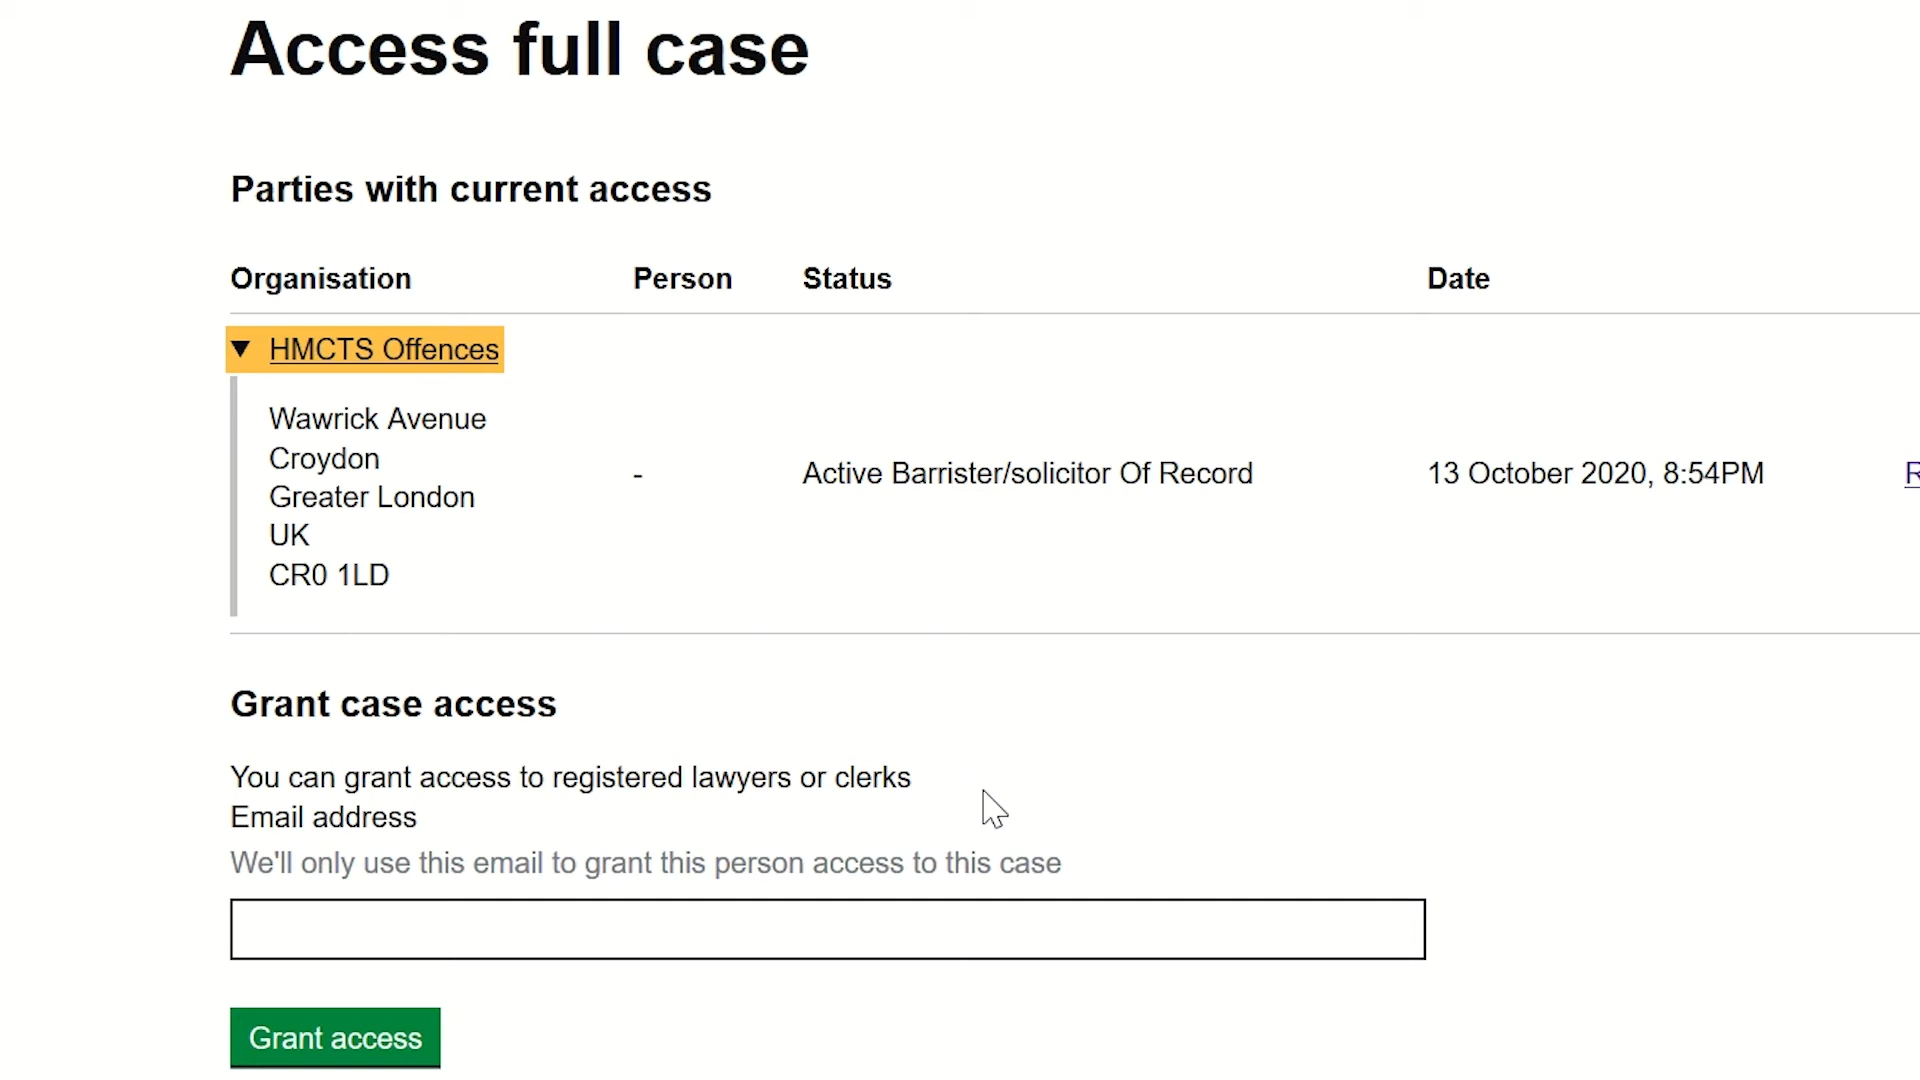 Access full case
Parties with current access
Organisation Person Status Date
HMCTS Offences
Wawrick Avenue
Croydon
Greater London
UK
CR0 1LD
- Active Barrister/solicitor Of Record 13 October 2020, 8:54PM
Grant case access
You can grant access to registered lawyers or clerks
Email address
We'll only use this email to grant this person access to this case
Grant access